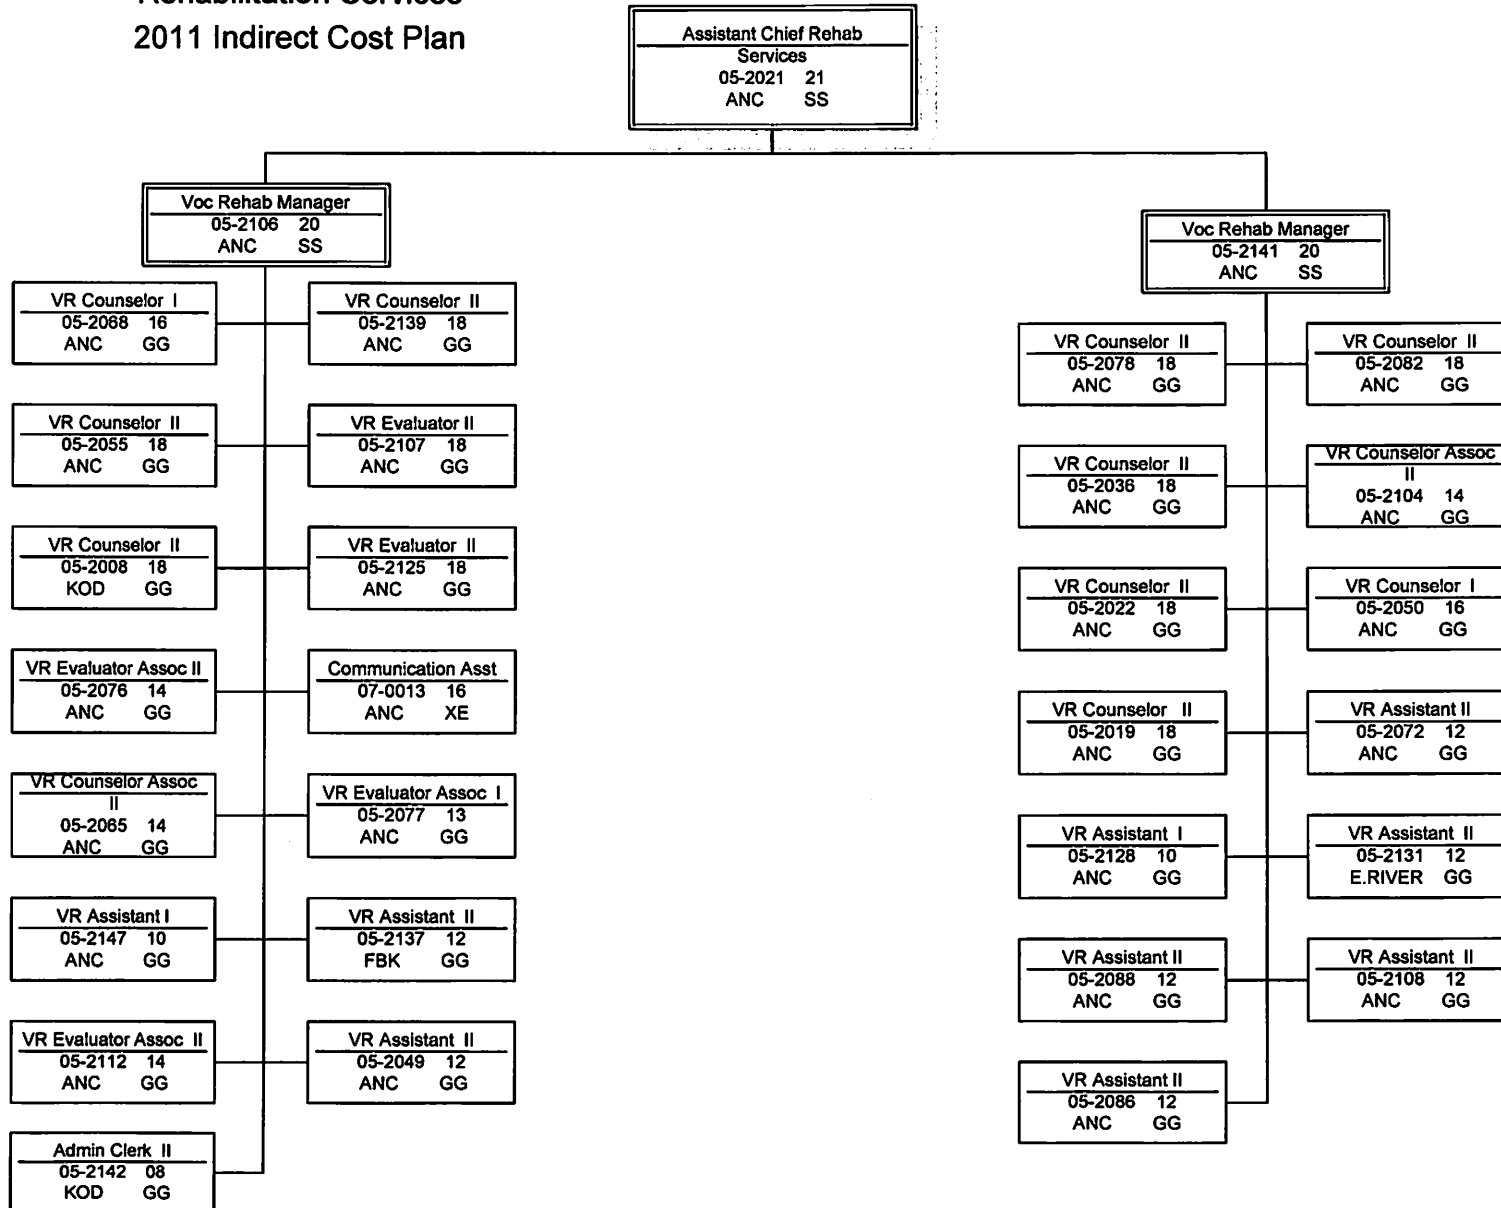 Rehabilitation Services
2011 Indirect Cost Plan
Assistant Chief Rehab
Services
05-2021 21
ANC SS
Voc Rehab Manager
05-2106 20
ANC SS
VR Counselor I
05-2068 16
ANC GG
VR Counselor II
05-2139 18
ANC GG
VR Counselor II
05-2055 18
ANC GG
VR Evaluator II
05-2107 18
ANC GG
VR Counselor II
05-2008 18
KOD GG
VR Evaluator II
05-2125 18
ANC GG
VR Evaluator Assoc II
05-2076 14
ANC GG
Communication Asst
07-0013 16
ANC XE
VR Counselor Assoc
II
05-2065 14
ANC GG
VR Evaluator Assoc I
05-2077 13
ANC GG
VR Assistant I
05-2147 10
ANC GG
VR Assistant II
05-2137 12
FBK GG
VR Evaluator Assoc II
05-2112 14
ANC GG
VR Assistant II
05-2049 12
ANC GG
Admin Clerk II
05-2142 08
KOD GG
Voc Rehab Manager
05-2141 20
ANC SS
VR Counselor II
05-2078 18
ANC GG
VR Counselor II
05-2082 18
ANC GG
VR Counselor II
05-2036 18
ANC GG
VR Counselor Assoc
II
05-2104 14
ANC GG
VR Counselor II
05-2022 18
ANC GG
VR Counselor I
05-2050 16
ANC GG
VR Counselor II
05-2019 18
ANC GG
VR Assistant II
05-2072 12
ANC GG
VR Assistant I
05-2128 10
ANC GG
VR Assistant II
05-2131 12
E.RIVER GG
VR Assistant II
05-2088 12
ANC GG
VR Assistant II
05-2108 12
ANC GG
VR Assistant II
05-2086 12
ANC GG